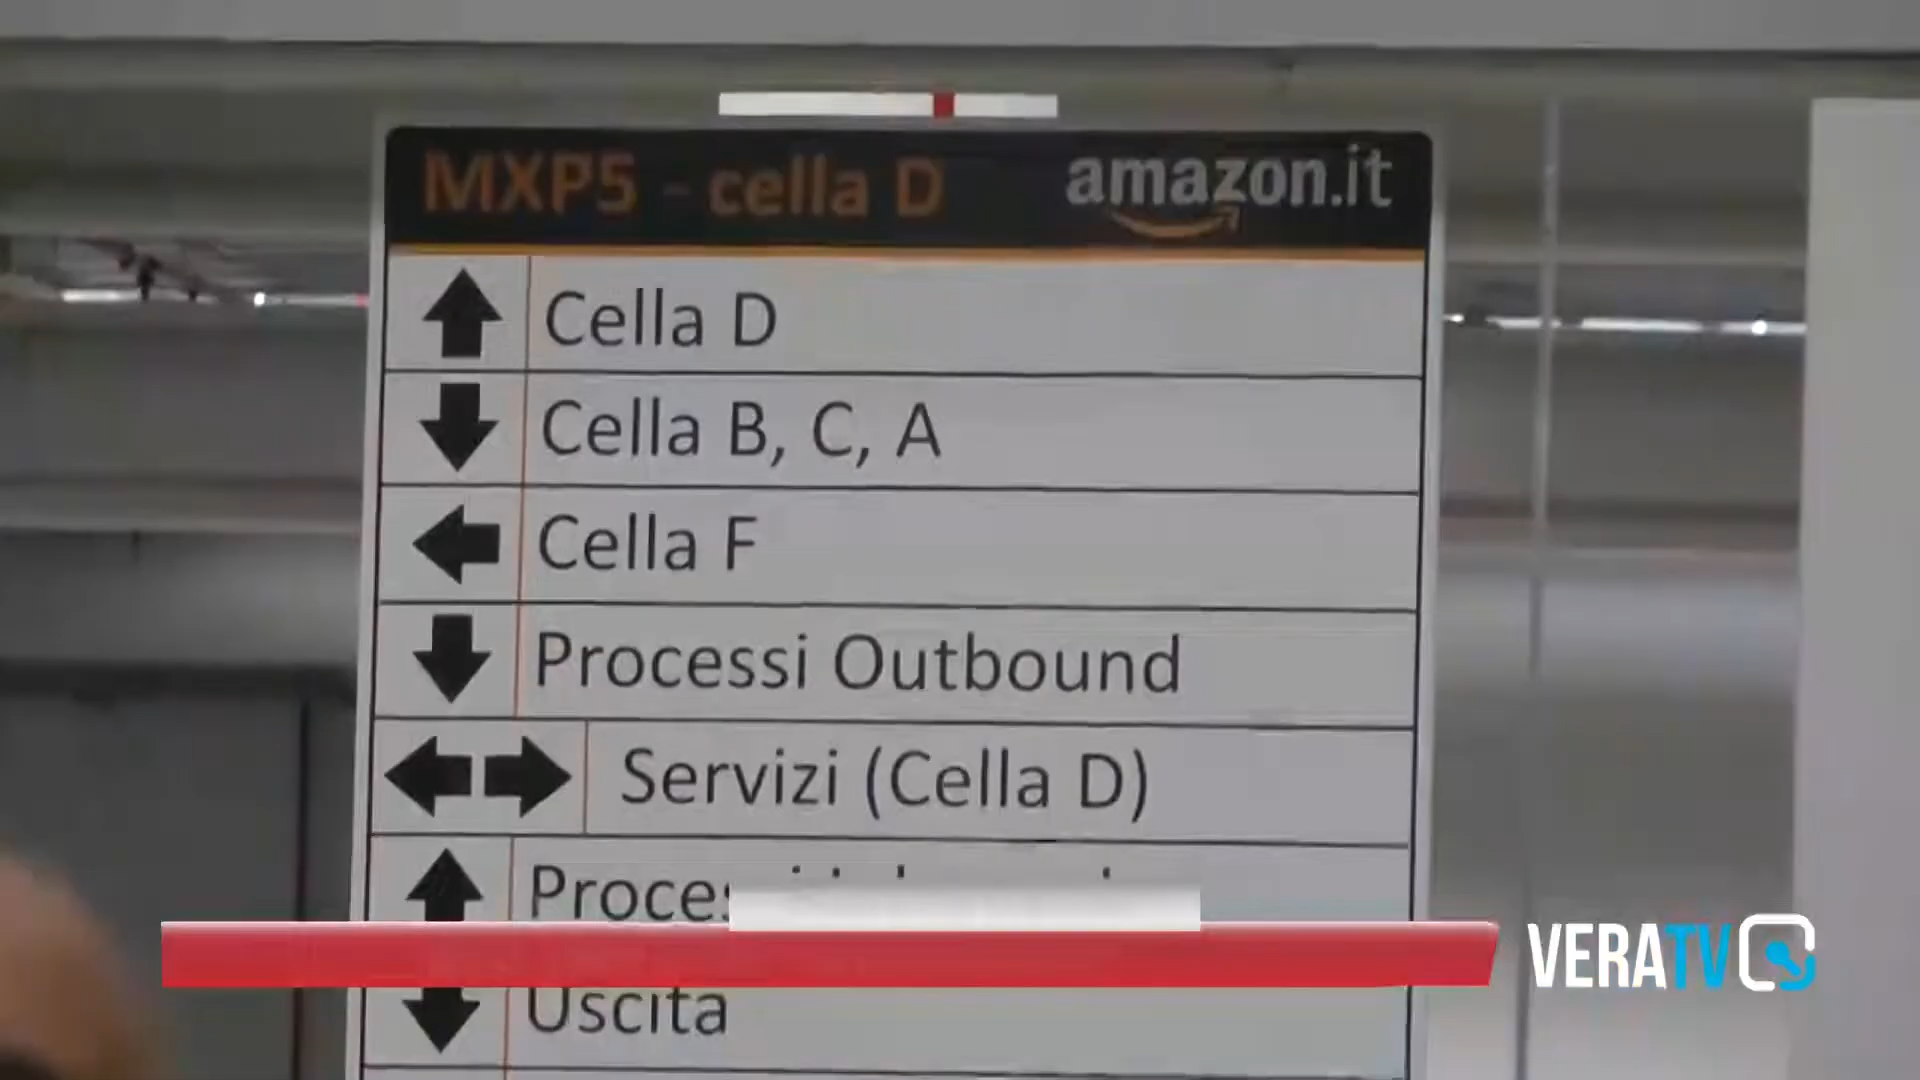 MXP5 - cella D amazon.it
Cella D
Cella B, C, A
Cella F
Processi Outbound
Servizi (Cella D)
Uscita
VERATV